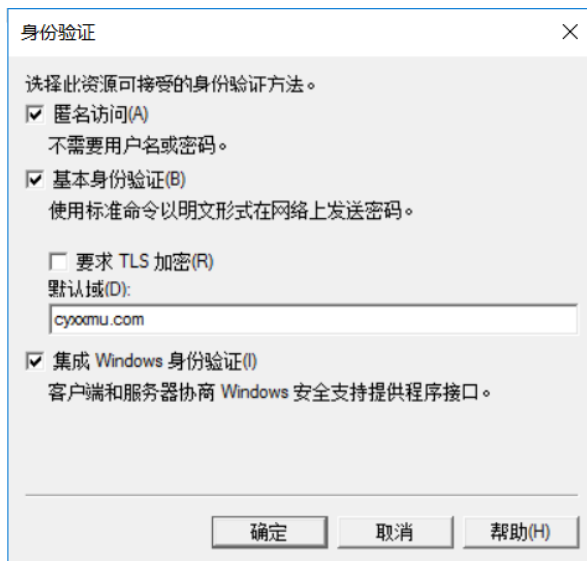 身份验证
选择此资源可接受的身份验证方法。
匿名访问(A)
不需要用户名或密码。
基本身份验证(B)
使用标准命令以明文形式在网络上发送密码。
要求 TLS 加密(R)
默认域(D):
cyxxmu.com
集成 Windows 身份验证(I)
客户端和服务器协商 Windows 安全支持提供程序接口。
确定 取消 帮助(H)